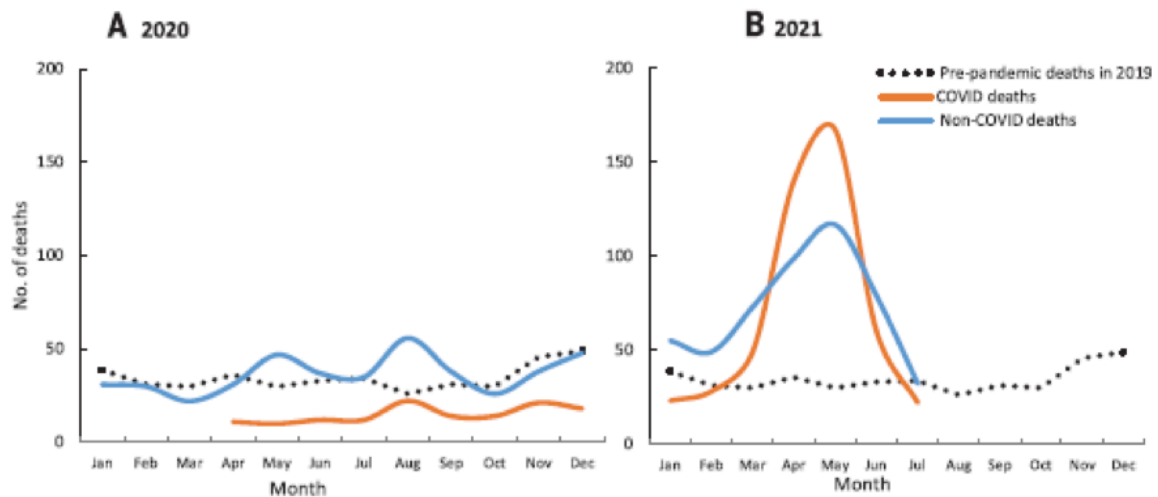 A 2020
B 2021
Pre-pandemic deaths in 2019
COVID deaths
Non-COVID deaths
No. of deaths
200
150
100
50
0
Jan Feb Mar Apr May Jun Jul Aug Sep Oct Nov Dec
Month
200
150
100
50
0
Jan Feb Mar Apr May Jun Jul Aug Sep Oct Nov Dec
Month